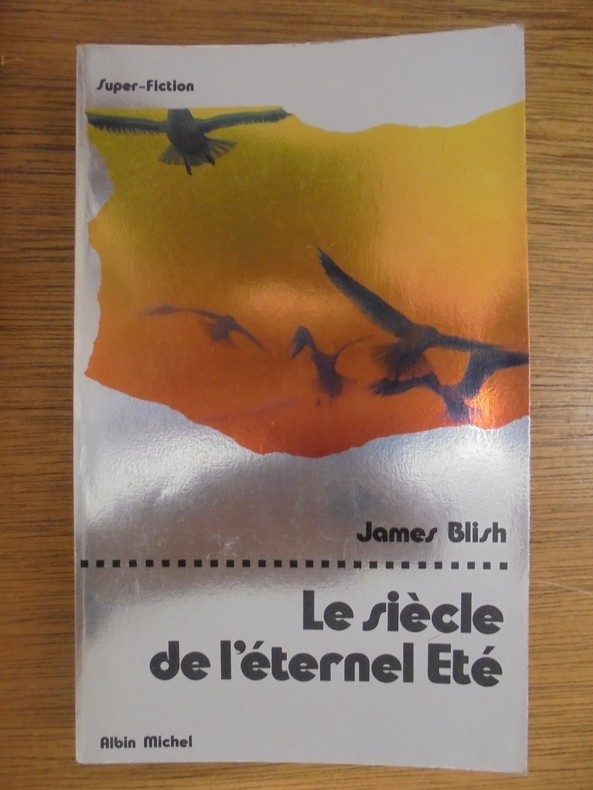 Super-Fiction
James Blish
Le siècle
de l'éternel Eté
Albin Michel